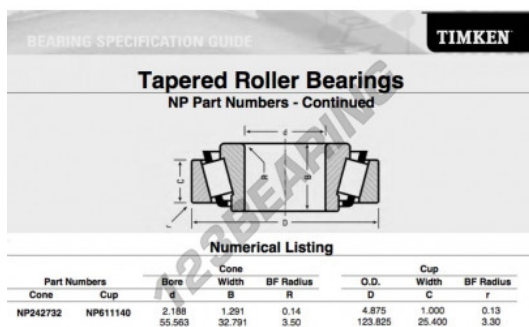 BEARING SPECIFICATION GUIDE
TIMKEN
Tapered Roller Bearings
NP Part Numbers - Continued
d
R
B
C
r
D
123BEARING
Numerical Listing
Cone Cup
Part Numbers Bore Width BF Radius O.D. Width BF Radius
Cone Cup d B R D C r
NP242732 NP611140 2.188 1.291 0.14 4.875 1.000 0.13
55.563 32.791 3.50 123.825 25.400 3.30